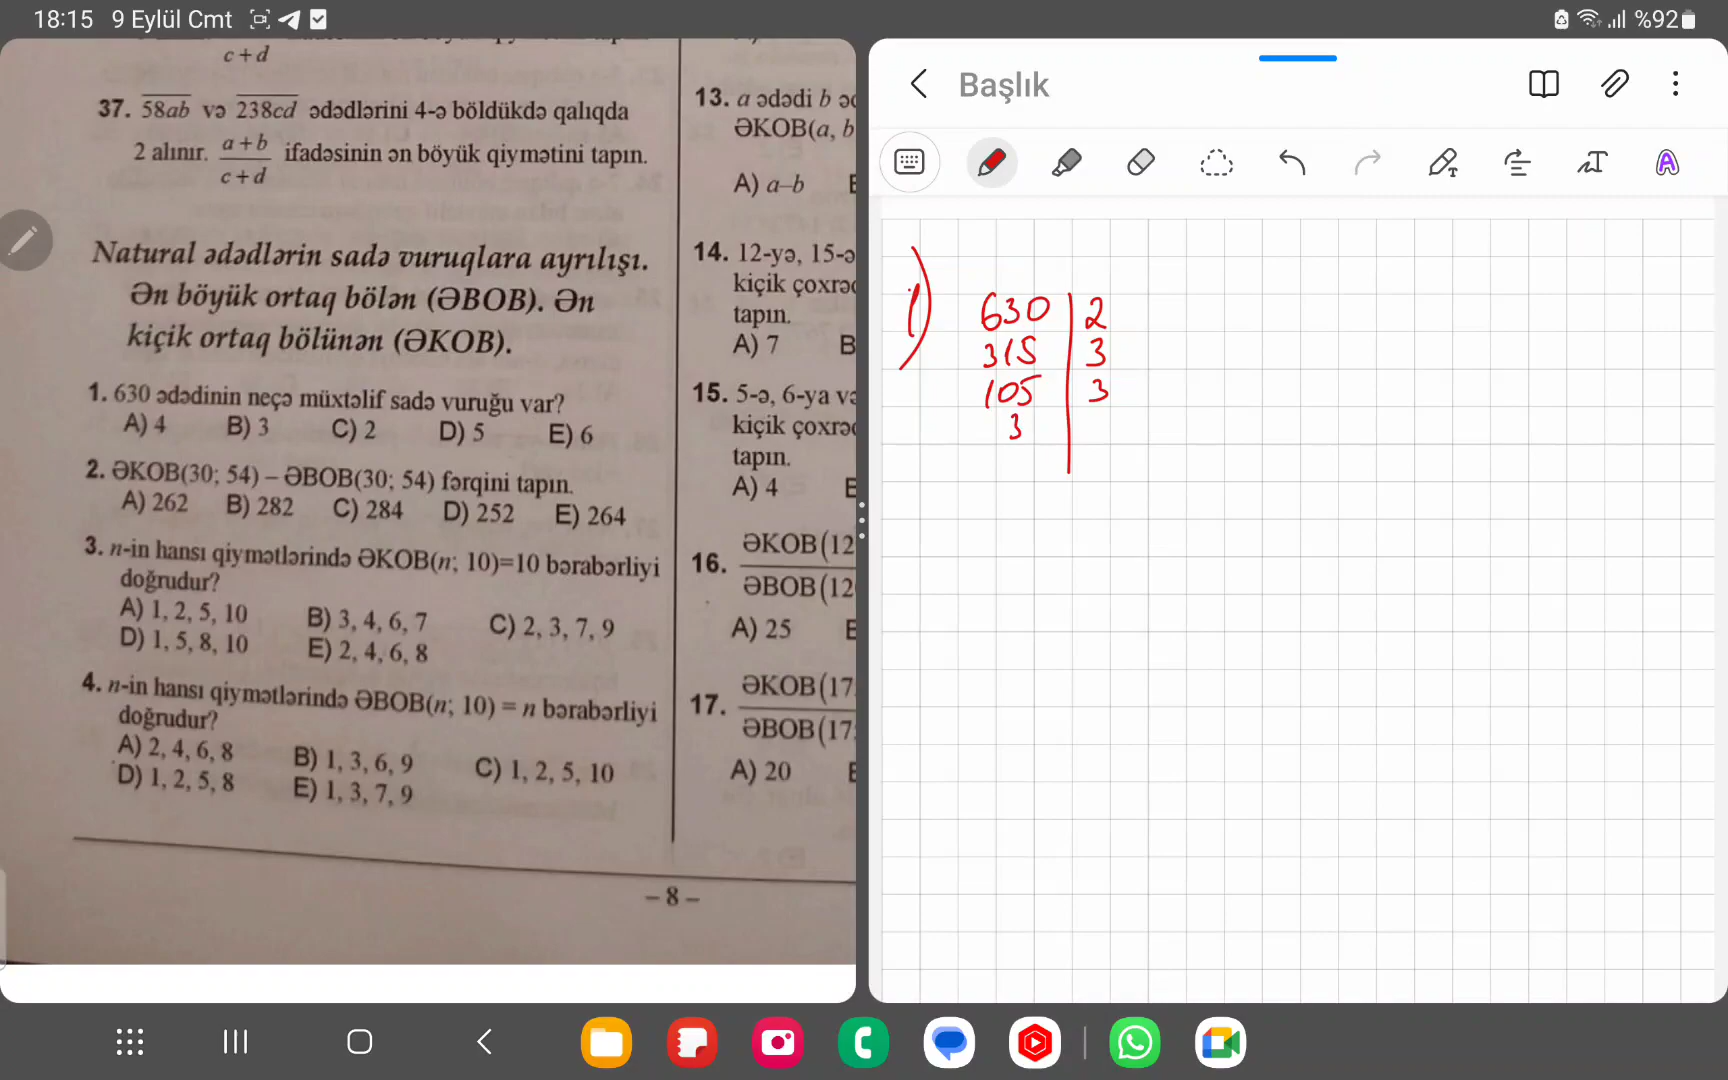 18:15 9 Eylül Cmt
%92
c+d
37. 58ab və 238cd ədədlərini 4-ə böldükdə qalıqda
2 alınır. a+b/c+d ifadəsinin ən böyük qiymətini tapın.
Natural ədədlərin sadə vuruqlara ayrılışı.
Ən böyük ortaq bölən (ƏBOB). Ən
kiçik ortaq bölünən (ƏKOB).
1. 630 ədədinin neçə müxtəlif sadə vuruğu var?
A) 4 B) 3 C) 2 D) 5 E) 6
2. ƏKOB(30; 54) – ƏBOB(30; 54) fərqini tapın.
A) 262 B) 282 C) 284 D) 252 E) 264
3. n-in hansı qiymətlərində ƏKOB(n; 10)=10 bərabərliyi
doğrudur?
A) 1, 2, 5, 10 B) 3, 4, 6, 7 C) 2, 3, 7, 9
D) 1, 5, 8, 10 E) 2, 4, 6, 8
4. n-in hansı qiymətlərində ƏBOB(n; 10) = n bərabərliyi
doğrudur?
A) 2, 4, 6, 8 B) 1, 3, 6, 9 C) 1, 2, 5, 10
D) 1, 2, 5, 8 E) 1, 3, 7, 9
13. a ədədi b
ƏKOB(a, b
A) a–b
14. 12-yə, 15-ə
kiçik
tapın.
A) 7 B
15. 5-ə, 6-ya və
kiçik
tapın.
A) 4
16. ƏKOB(12
ƏBOB(12
A) 25
17. ƏKOB(17
ƏBOB(17
A) 20
– 8 –
Başlık
1)
630 | 2
315 | 3
105 | 3
3 |